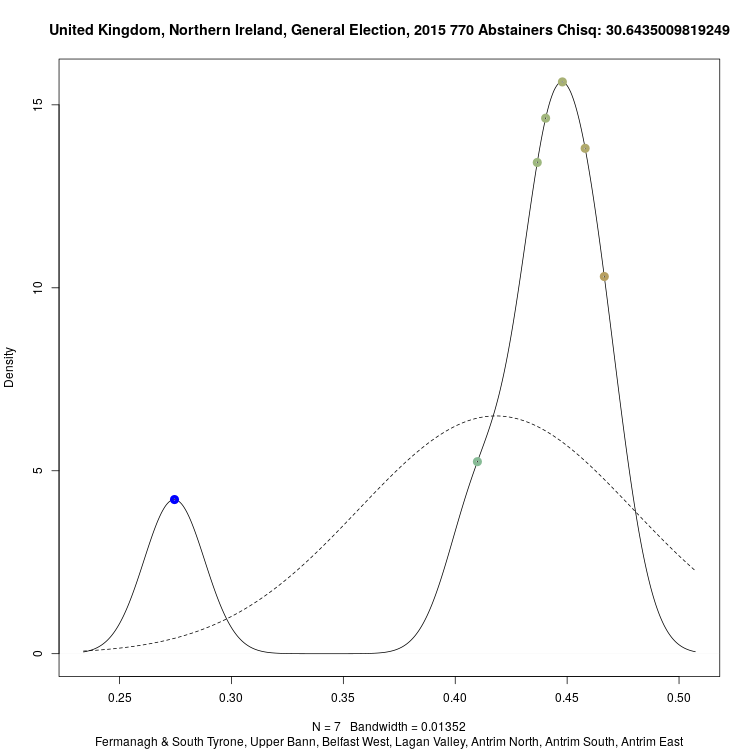 United Kingdom, Northern Ireland, General Election, 2015 770 Abstainers Chisq: 30.6435009819249
Density
15
10
5
0
0.25 0.30 0.35 0.40 0.45 0.50
N = 7 Bandwidth = 0.01352
Fermanagh & South Tyrone, Upper Bann, Belfast West, Lagan Valley, Antrim North, Antrim South, Antrim East